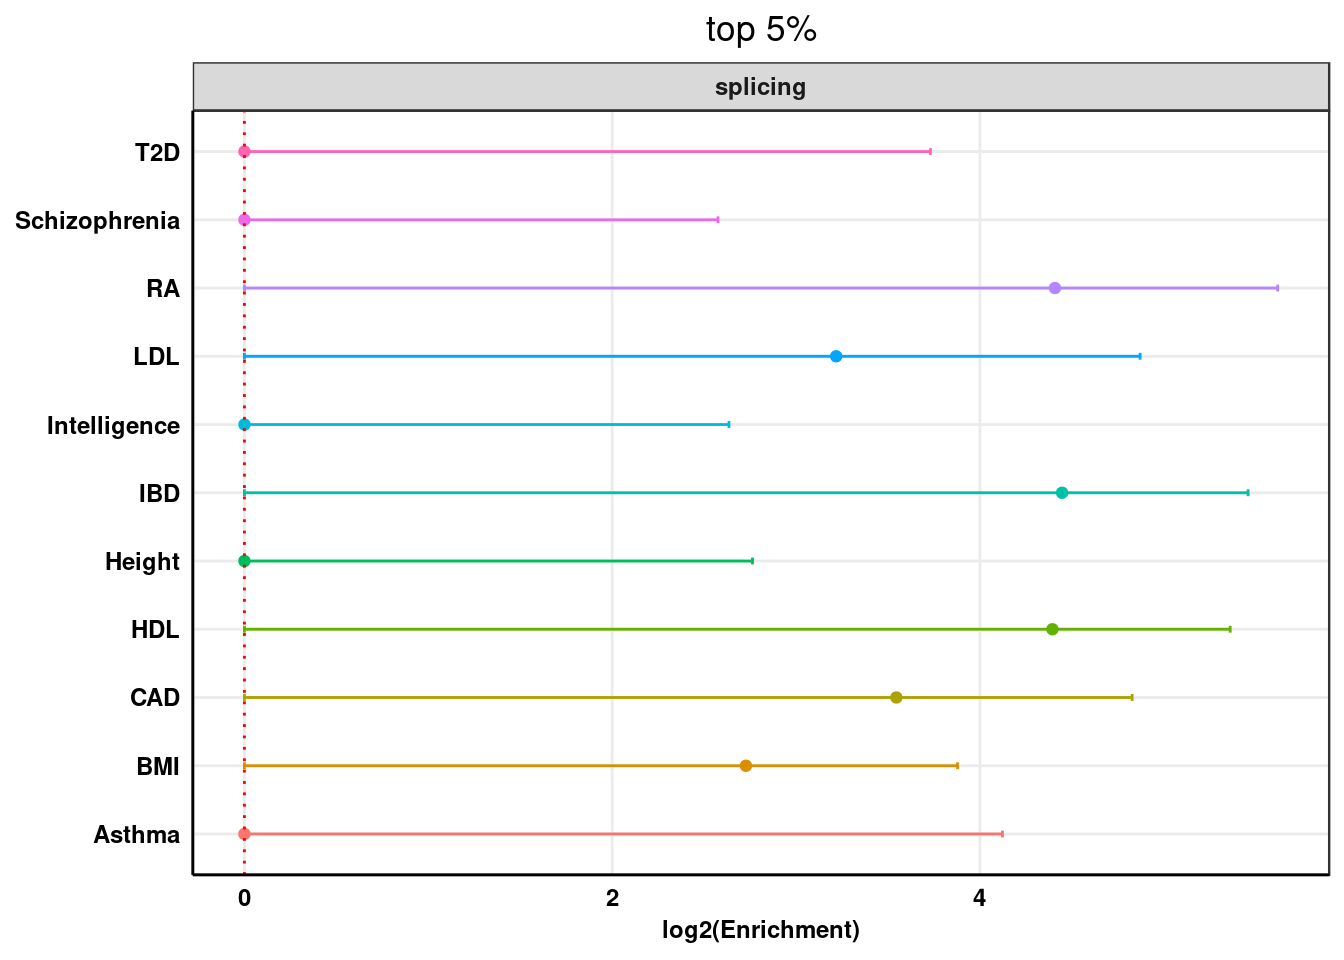 top 5%
splicing
T2D
Schizophrenia
RA
LDL
Intelligence
IBD
Height
HDL
CAD
BMI
Asthma
0 2 4
log2(Enrichment)